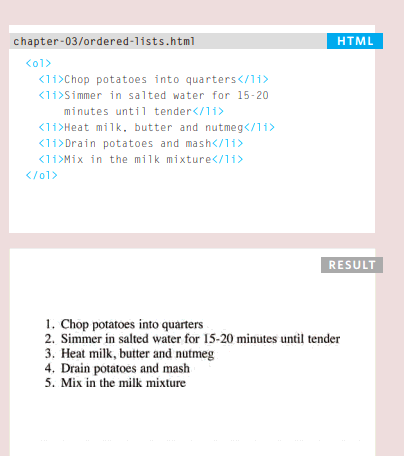 chapter-03/ordered-lists.html HTML
<ol>
<li>Chop potatoes into quarters</li>
<li>Simmer in salted water for 15-20
minutes until tender</li>
<li>Heat milk, butter and nutmeg</li>
<li>Drain potatoes and mash</li>
<li>Mix in the milk mixture</li>
</ol>
RESULT
1. Chop potatoes into quarters
2. Simmer in salted water for 15-20 minutes until tender
3. Heat milk, butter and nutmeg
4. Drain potatoes and mash
5. Mix in the milk mixture